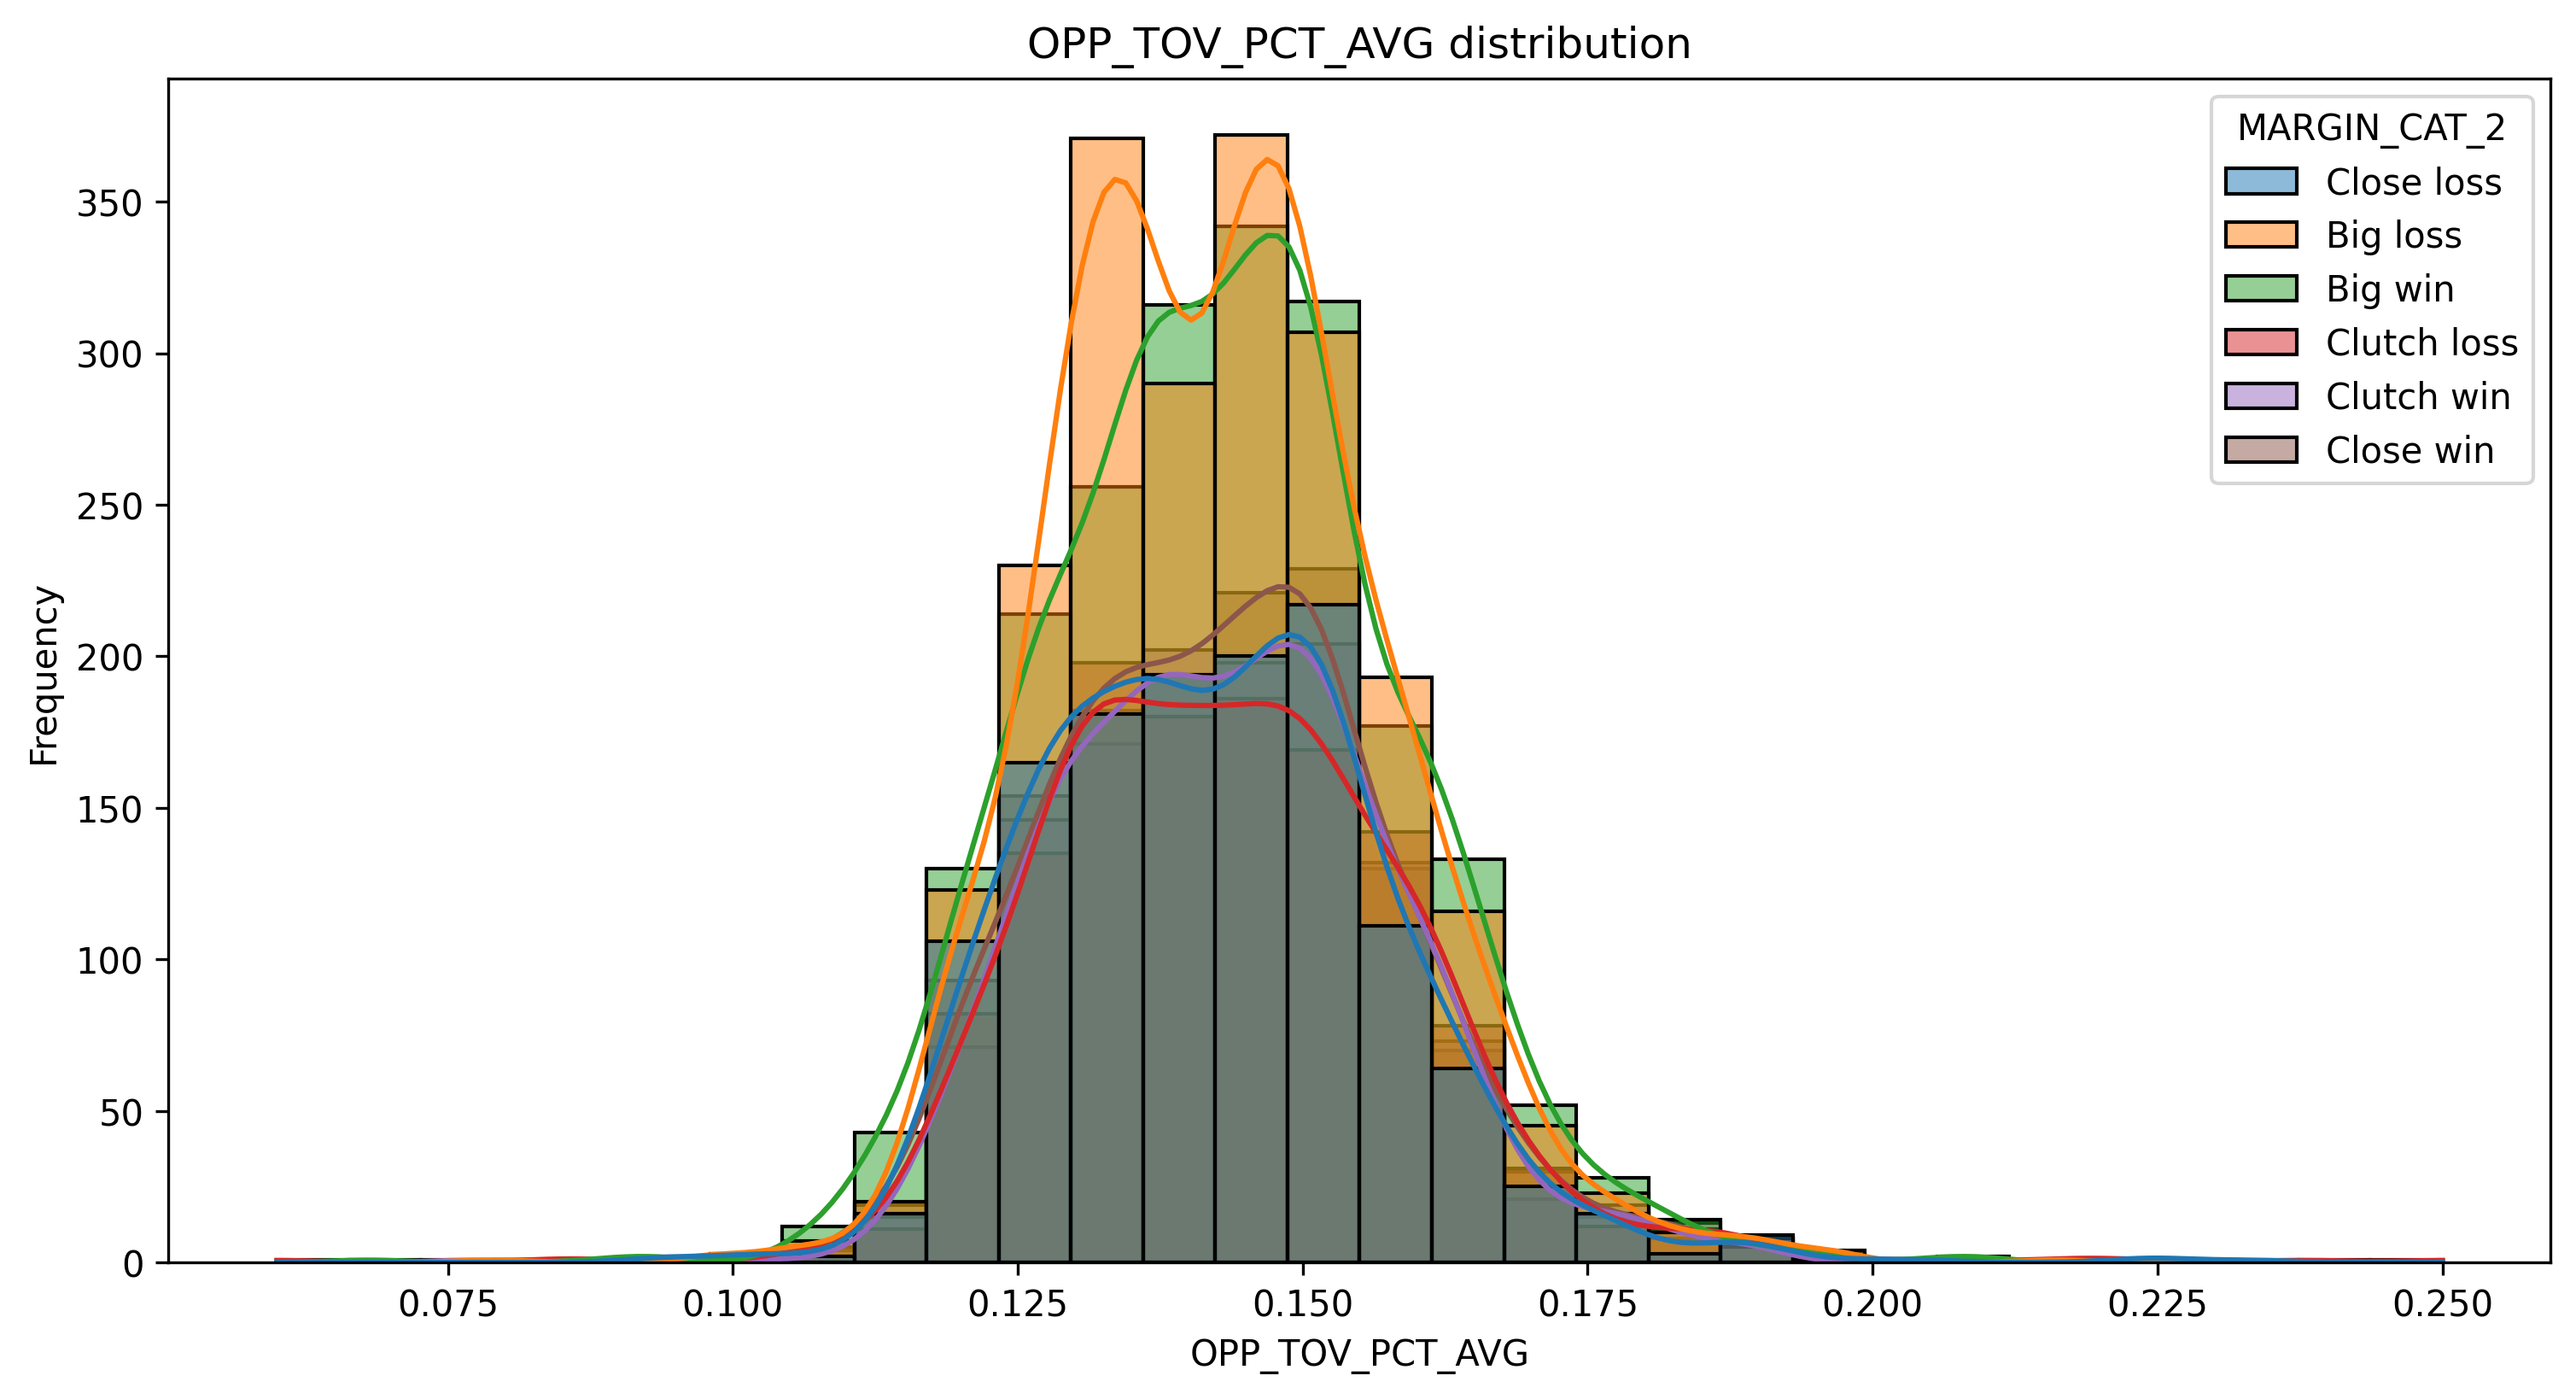 OPP_TOV_PCT_AVG distribution
MARGIN_CAT_2
Close loss
Big loss
Big win
Clutch loss
Clutch win
Close win
Frequency
350
300
250
200
150
100
50
0
0.075 0.100 0.125 0.150 0.175 0.200 0.225 0.250
OPP_TOV_PCT_AVG